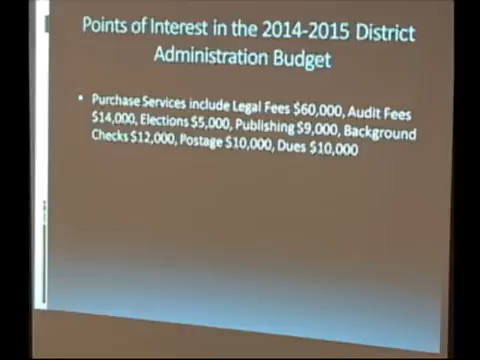 Points of Interest in the 2014-2015 District
Administration Budget
• Purchase Services include Legal Fees $60,000, Audit Fees
$14,000, Elections $5,000, Publishing $9,000, Background
Checks $12,000, Postage $10,000, Dues $10,000